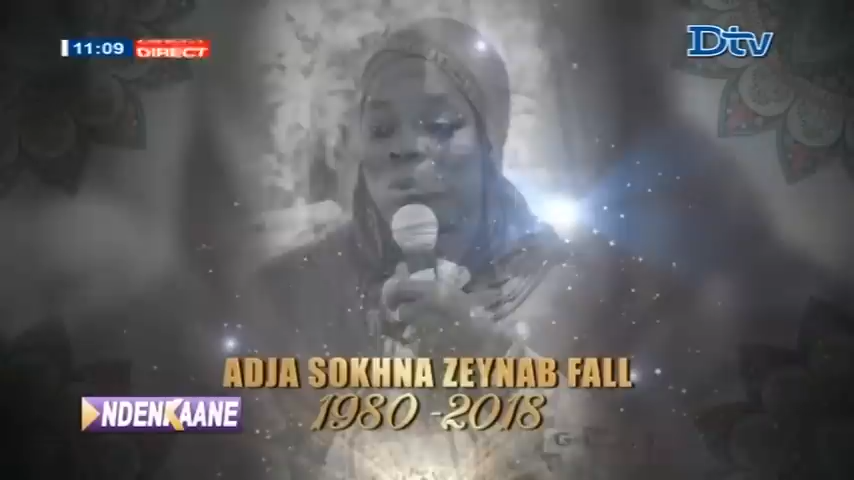 11:09 DIRECT
Dtv
ADJA SOKHNA ZEYNAB FALL
1980 -2018
NDENKAANE